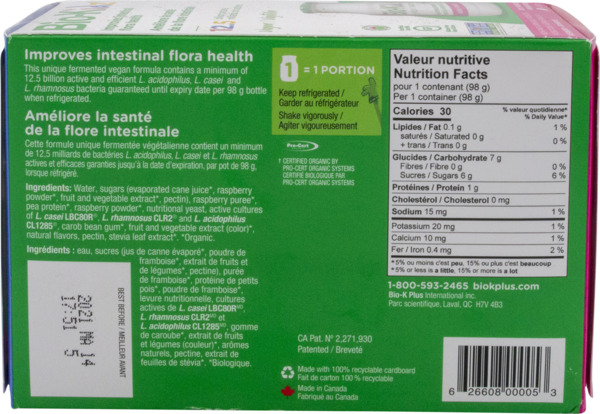 BioK
12.5
Improves intestinal flora health
This unique fermented vegan formula contains a minimum of
12.5 billion active and efficient L. acidophilus, L. casei and
L. rhamnosus bacteria guaranteed until expiry date per 98 g bottle
when refrigerated.
Améliore la santé
de la flore intestinale
Cette formule unique fermentée végétalienne contient un minimum
de 12.5 milliards de bactéries L. acidophilus, L. casei et L. rhamnosus
actives et efficaces garanties jusqu'à la date d'expiration, par pot de 98 g,
lorsque réfrigéré.
Ingredients: Water, sugars (evaporated cane juice*, raspberry
powder*, fruit and vegetable extract*, pectin), raspberry puree*,
pea protein*, raspberry powder*, nutritional yeast, active cultures
of L. casei LBC80R®, L. rhamnosus CLR2® and L. acidophilus
CL1285®, carob bean gum*, fruit and vegetable extract (color)*,
natural flavors, pectin, stevia leaf extract*. *Organic.
Ingrédients : eau, sucres (jus de canne évaporé*, poudre de
framboise*, extrait de fruits et
de légumes*, pectine), purée
de framboise*, protéine de petits
pois*, poudre de framboise*,
levure nutritionnelle, cultures
actives de L. casei LBC80R®,
L. rhamnosus CLR2® et
L. acidophilus CL1285®, gomme
de caroube*, extrait de fruits et
légumes (couleur)*, arômes
naturels, pectine, extrait de
feuilles de stévia*. *Biologique.
2021 MA 14
17:51 5
BEST BEFORE / MEILLEUR AVANT
1 = 1 PORTION
Keep refrigerated /
Garder au réfrigérateur
Shake vigorously /
Agiter vigoureusement
Pro-Cert
† CERTIFIED ORGANIC BY
PRO-CERT ORGANIC SYSTEMS
CERTIFIÉ BIOLOGIQUE PAR
PRO-CERT ORGANIC SYSTEMS
CA Pat. Nº 2,271,930
Patented / Breveté
Made with 100% recyclable cardboard
Fait de carton 100 % recyclable
Made in Canada
Fabriqué au Canada
Valeur nutritive
Nutrition Facts
pour 1 contenant (98 g)
Per 1 container (98 g)
Calories 30
% valeur quotidienne*
% Daily Value*
Lipides / Fat 0.1 g 1 %
saturés / Saturated 0 g
+ trans / Trans 0 g 0 %
Glucides / Carbohydrate 7 g
Fibres / Fibre 0 g 0 %
Sucres / Sugars 6 g 6 %
Protéines / Protein 1 g
Cholestérol / Cholesterol 0 mg
Sodium 15 mg 1 %
Potassium 20 mg 1 %
Calcium 10 mg 1 %
Fer / Iron 0.4 mg 2 %
*5% ou moins c'est peu, 15% ou plus c'est beaucoup
*5% or less is a little, 15% or more is a lot
1-800-593-2465 biokplus.com
Bio-K Plus International inc.
Parc scientifique, Laval, QC H7V 4B3
6 26608 00005 3